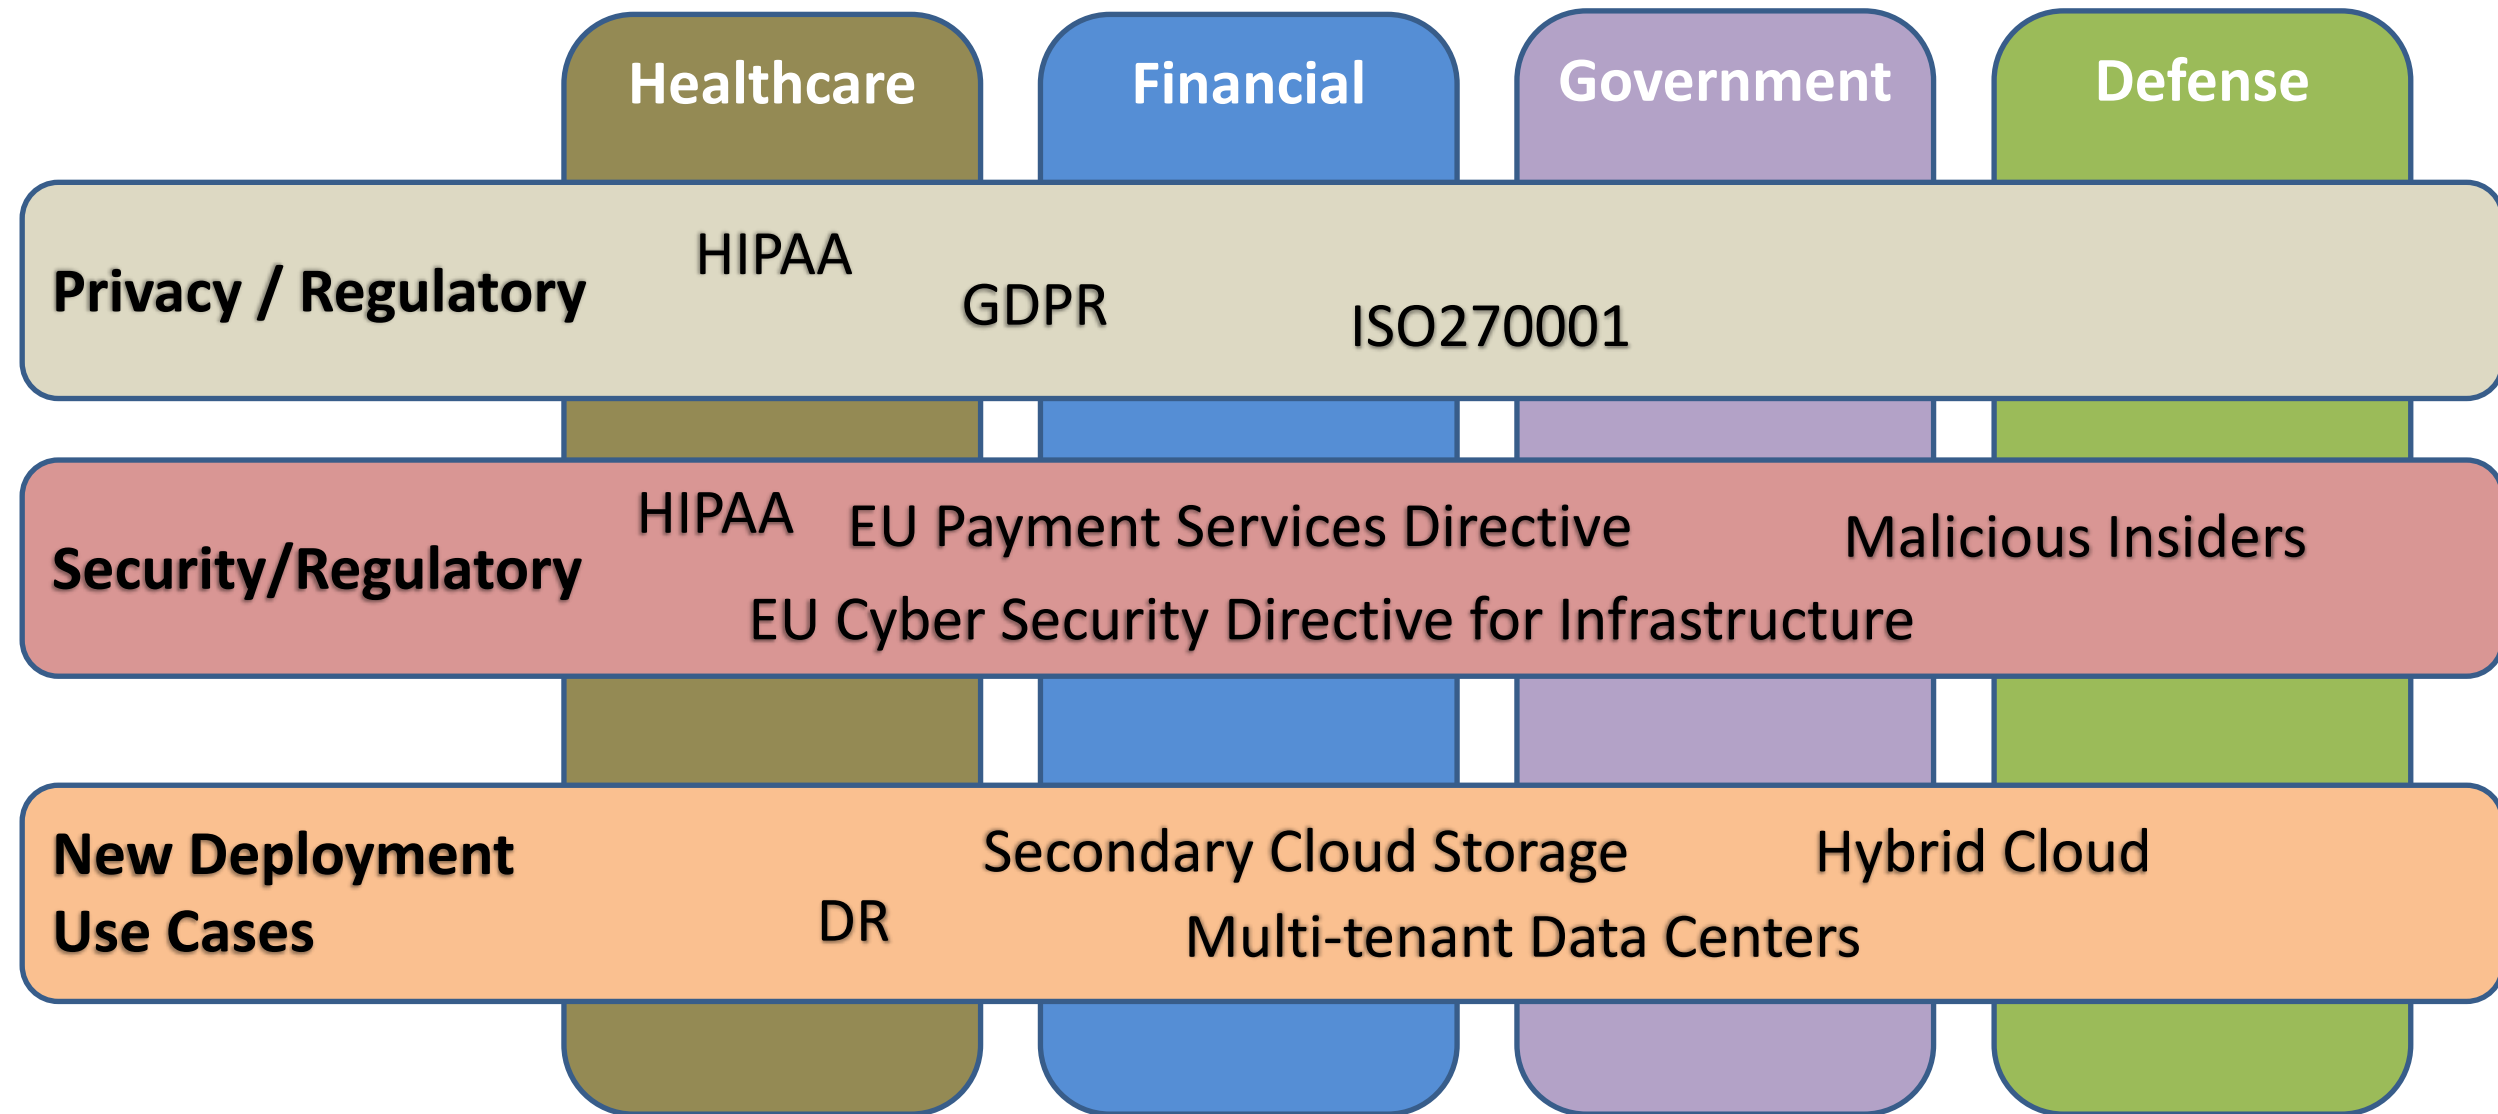 Healthcare
Financial
Government
Defense
Privacy / Regulatory
HIPAA
GDPR
ISO270001
Security/Regulatory
HIPAA
EU Payment Services Directive
Malicious Insiders
EU Cyber Security Directive for Infrastructure
New Deployment
Use Cases
Secondary Cloud Storage
Hybrid Cloud
DR
Multi-tenant Data Centers